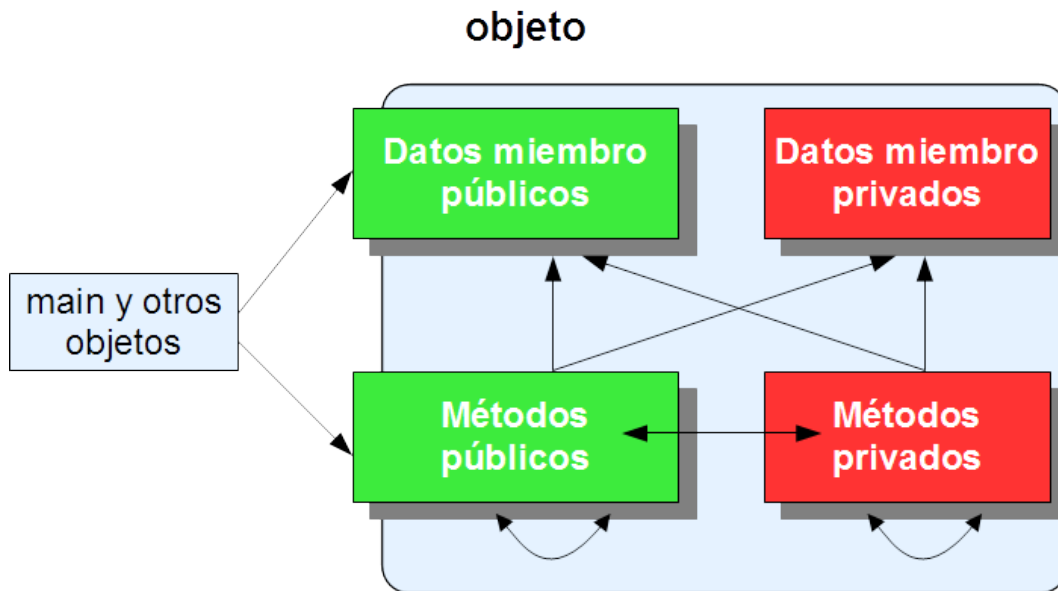 objeto
Datos miembro
públicos
Datos miembro
privados
main y otros
objetos
Métodos
públicos
Métodos
privados